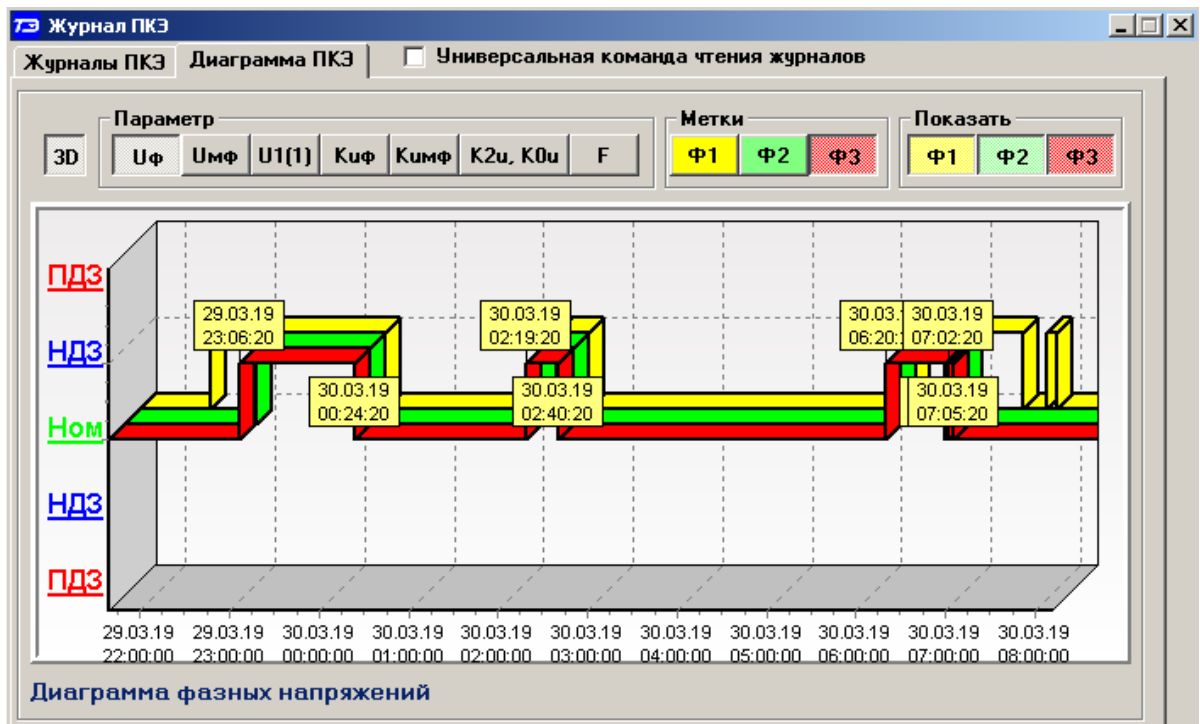 ТЭ Журнал ПКЭ
Журналы ПКЭ Диаграмма ПКЭ Универсальная команда чтения журналов
Параметр Метки Показать
3D Uф Uмф U1(1) Kuф Kuмф K2u, K0u F Ф1 Ф2 Ф3 Ф1 Ф2 Ф3
ПДЗ
29.03.19 30.03.19 30.03. 30.03.19
23:06:20 02:19:20 06:20: 07:02:20
НДЗ
30.03.19 30.03.19 30.03.19
00:24:20 02:40:20 07:05:20
Ном
НДЗ
ПДЗ
29.03.19 29.03.19 30.03.19 30.03.19 30.03.19 30.03.19 30.03.19 30.03.19 30.03.19 30.03.19 30.03.19
22:00:00 23:00:00 00:00:00 01:00:00 02:00:00 03:00:00 04:00:00 05:00:00 06:00:00 07:00:00 08:00:00
Диаграмма фазных напряжений